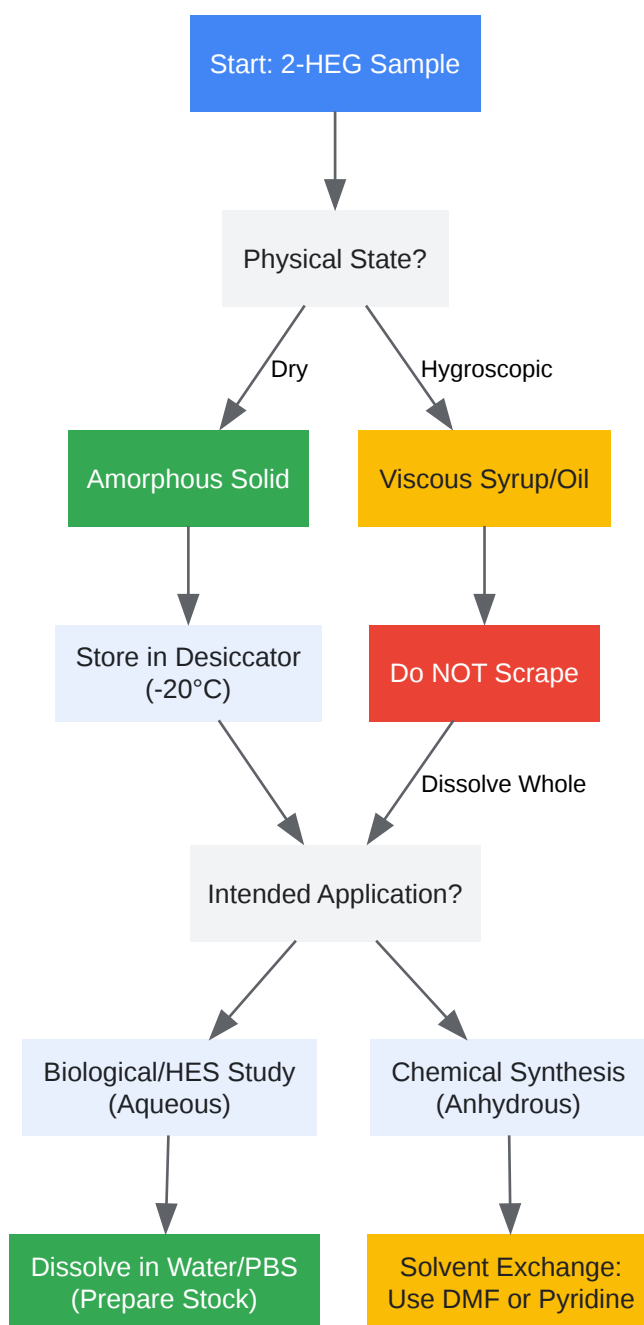 Start: 2-HEG Sample
Physical State?
Dry
Hygroscopic
Amorphous Solid
Viscous Syrup/Oil
Store in Desiccator
(-20°C)
Do NOT Scrape
Dissolve Whole
Intended Application?
Biological/HES Study
(Aqueous)
Chemical Synthesis
(Anhydrous)
Dissolve in Water/PBS
(Prepare Stock)
Solvent Exchange:
Use DMF or Pyridine